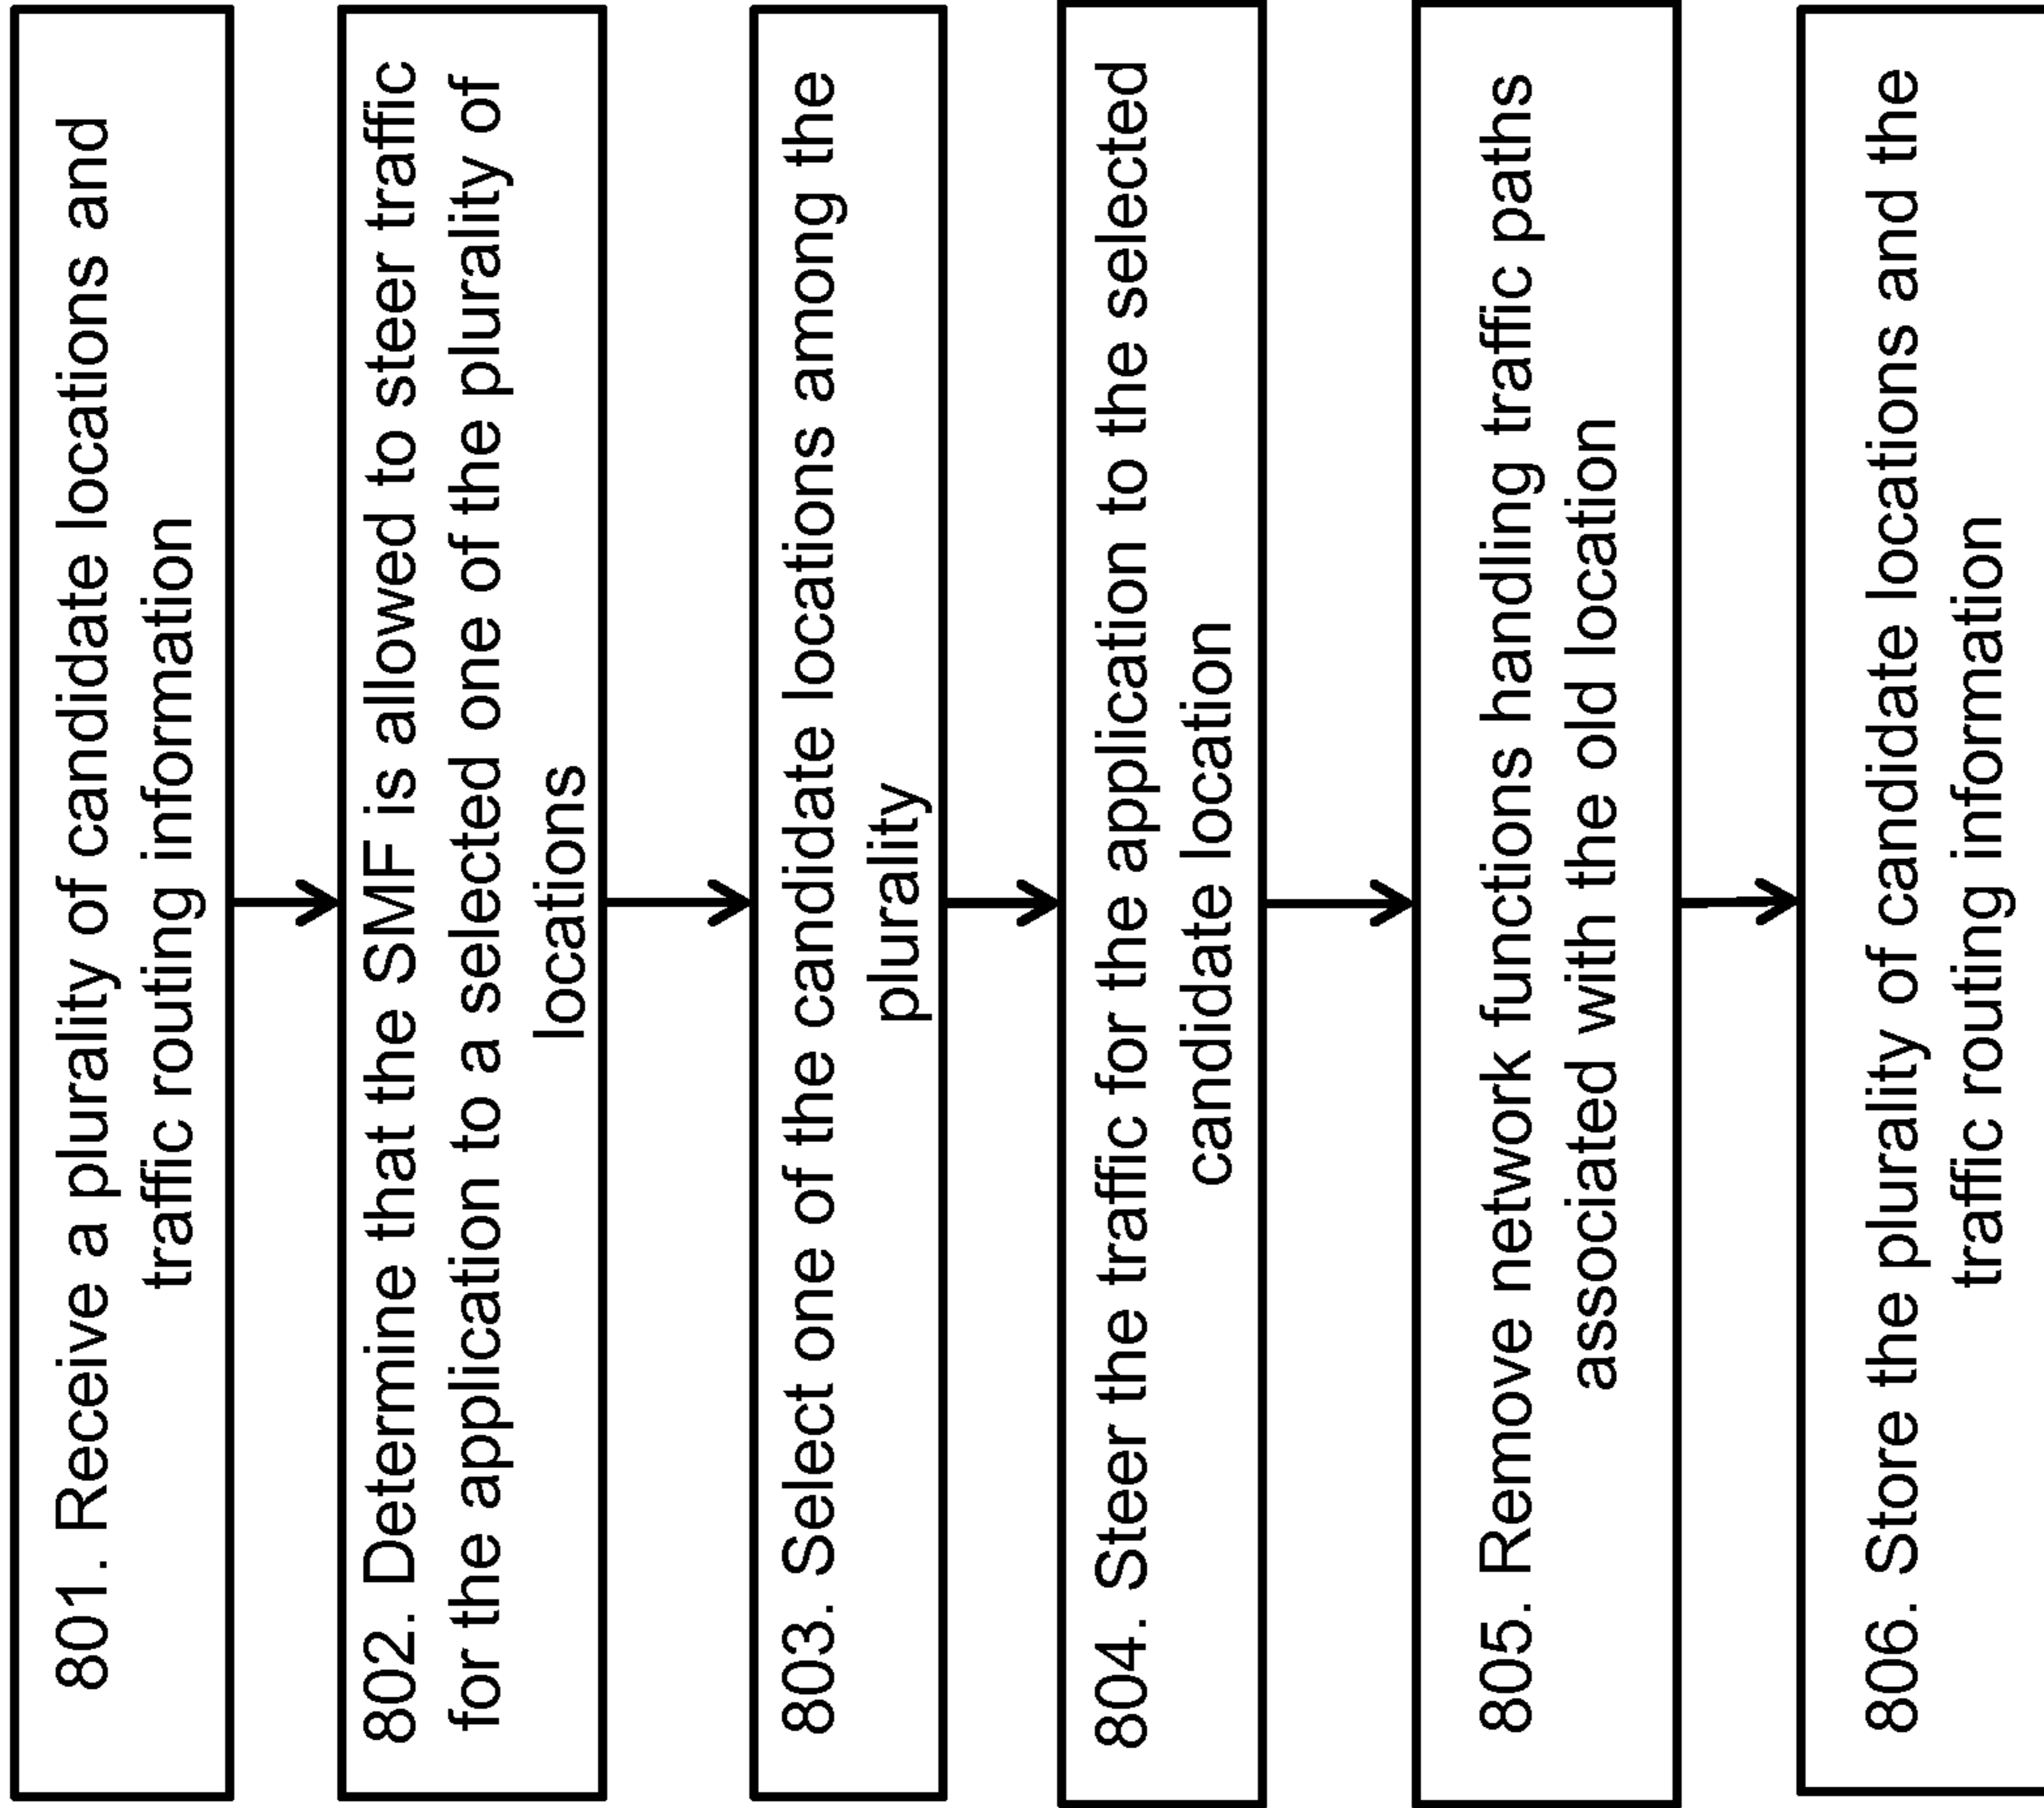 801. Receive a plurality of candidate locations and
traffic routing information
802. Determine that the SMF is allowed to steer traffic
for the application to a selected one of the plurality of
locations
803. Select one of the candidate locations among the
plurality
804. Steer the traffic for the application to the selected
candidate location
805. Remove network functions handling traffic paths
associated with the old location
806. Store the plurality of candidate locations and the
traffic routing information